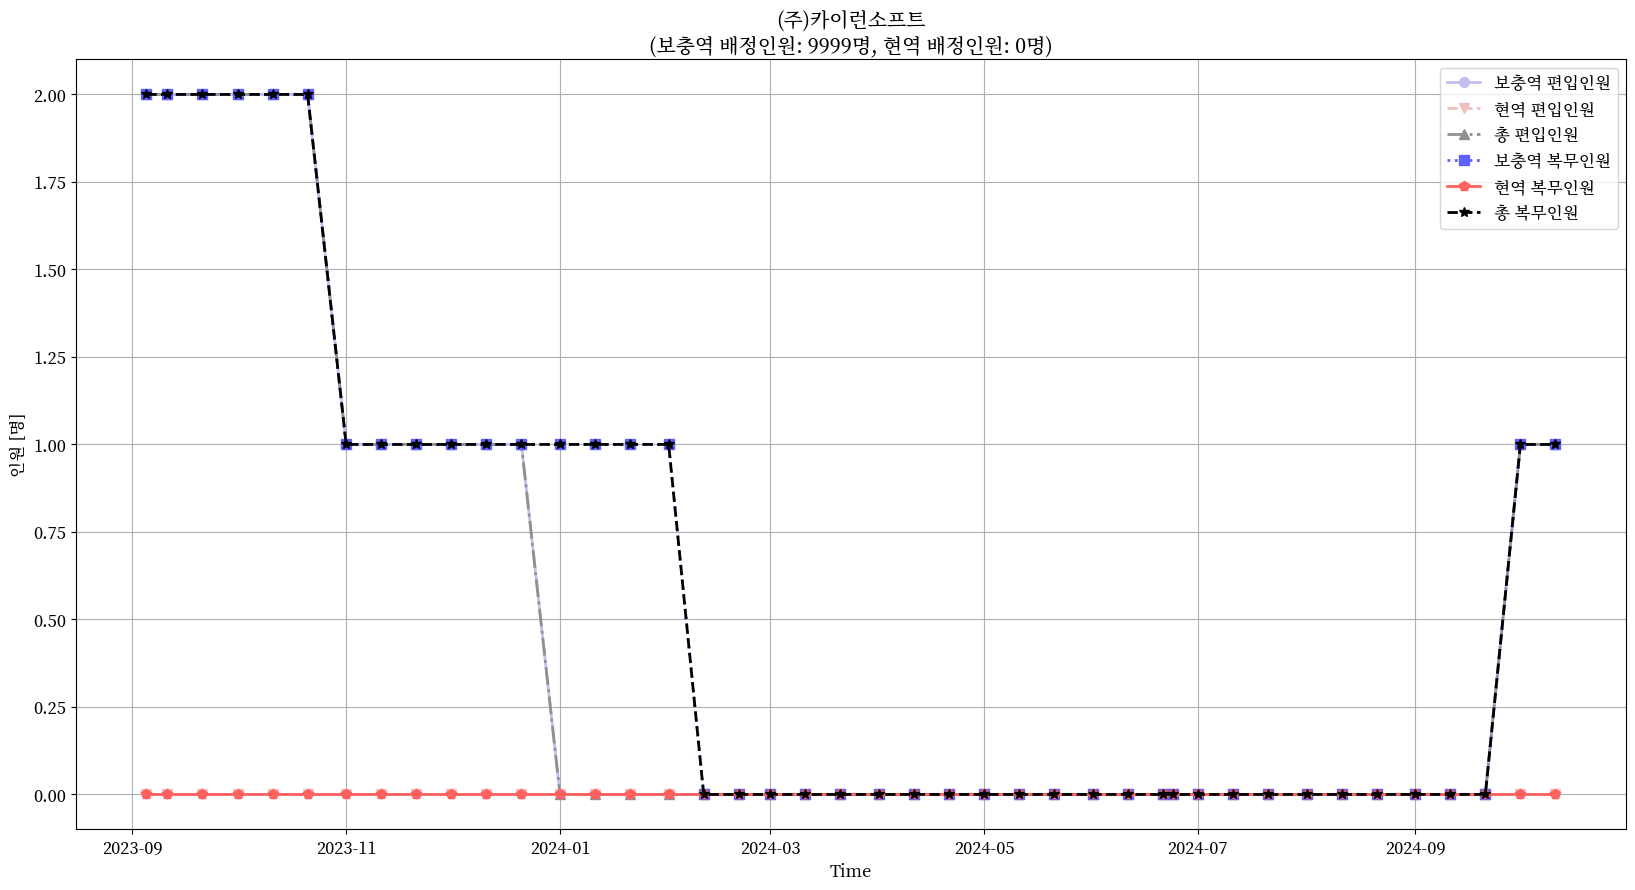 (주)카이런소프트
(보충역 배정인원: 9999명, 현역 배정인원: 0명)
보충역 편입인원
현역 편입인원
총 편입인원
보충역 복무인원
현역 복무인원
총 복무인원
인원 [명]
2.00
1.75
1.50
1.25
1.00
0.75
0.50
0.25
0.00
2023-09
2023-11
2024-01
2024-03
2024-05
2024-07
2024-09
Time